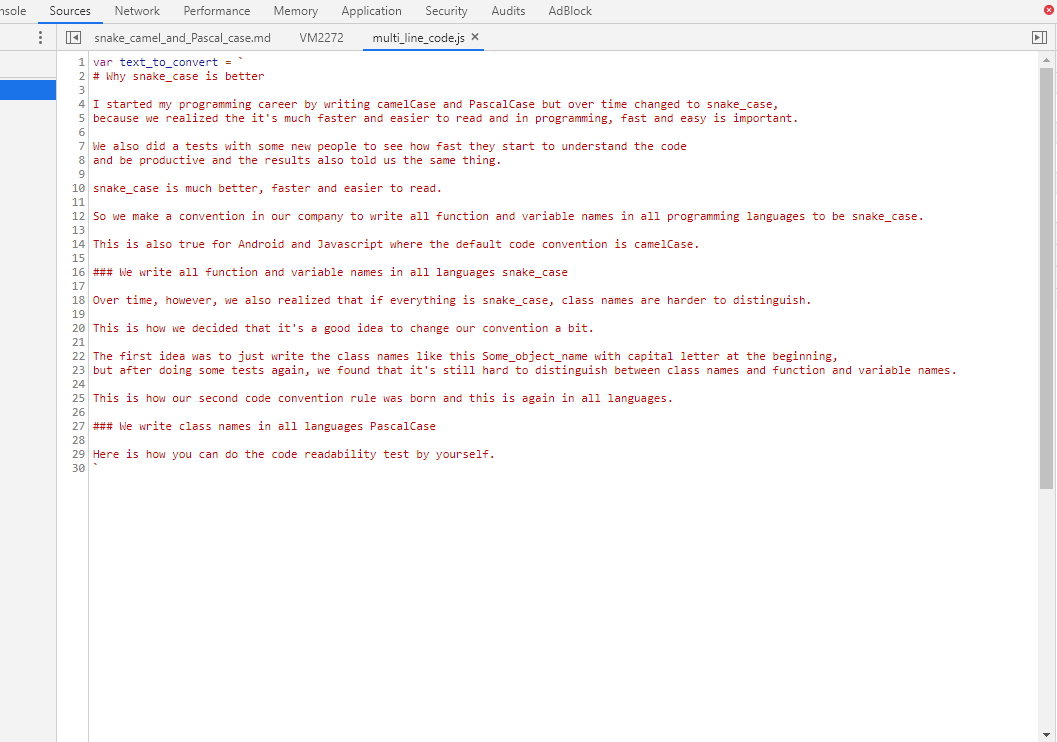 nsole Sources Network Performance Memory Application Security Audits AdBlock
snake_camel_and_Pascal_case.md VM2272 multi_line_code.js ×
1 var text_to_convert = `
2 # Why snake_case is better
3
4 I started my programming career by writing camelCase and PascalCase but over time changed to snake_case,
5 because we realized the it's much faster and easier to read and in programming, fast and easy is important.
6
7 We also did a tests with some new people to see how fast they start to understand the code
8 and be productive and the results also told us the same thing.
9
10 snake_case is much better, faster and easier to read.
11
12 So we make a convention in our company to write all function and variable names in all programming languages to be snake_case.
13
14 This is also true for Android and Javascript where the default code convention is camelCase.
15
16 ### We write all function and variable names in all languages snake_case
17
18 Over time, however, we also realized that if everything is snake_case, class names are harder to distinguish.
19
20 This is how we decided that it's a good idea to change our convention a bit.
21
22 The first idea was to just write the class names like this Some_object_name with capital letter at the beginning,
23 but after doing some tests again, we found that it's still hard to distinguish between class names and function and variable names.
24
25 This is how our second code convention rule was born and this is again in all languages.
26
27 ### We write class names in all languages PascalCase
28
29 Here is how you can do the code readability test by yourself.
30 `